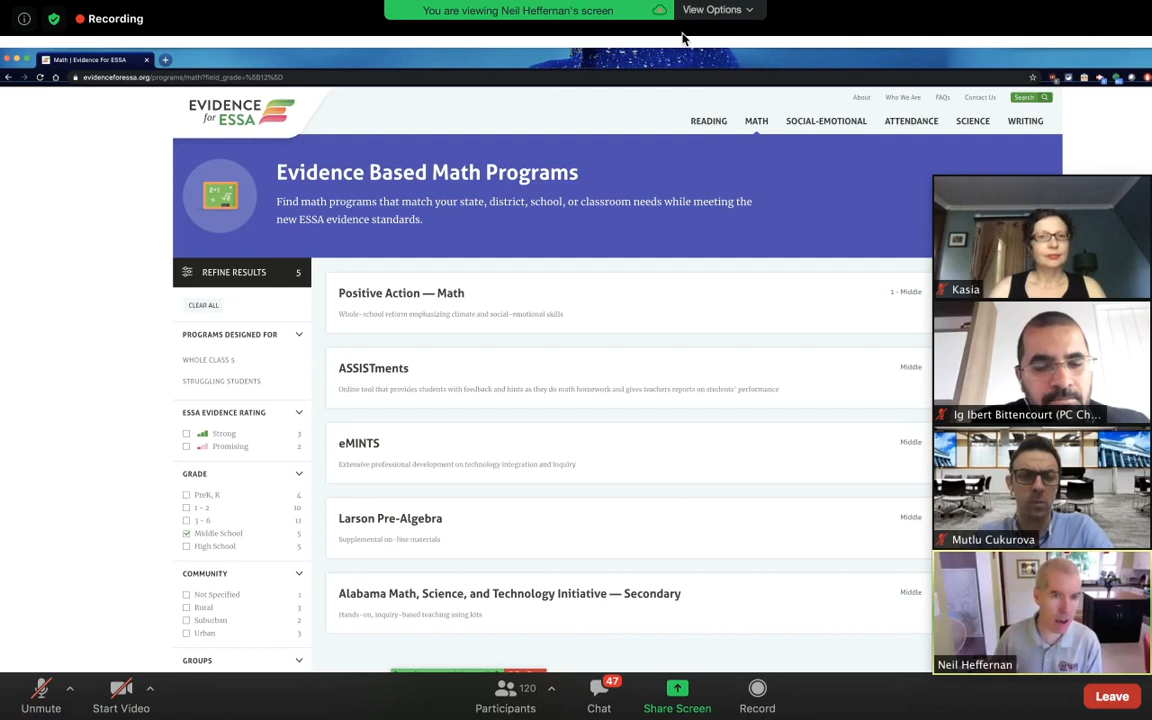 Recording
You are viewing Neil Heffernan's screen
View Options
Math | Evidence For ESSA
evidenceforessa.org/programs/math?field_grade=%5B12%5D
EVIDENCE
for ESSA
About Who We Are FAQs Contact Us Search
READING MATH SOCIAL-EMOTIONAL ATTENDANCE SCIENCE WRITING
Evidence Based Math Programs
Find math programs that match your state, district, school, or classroom needs while meeting the
new ESSA evidence standards.
REFINE RESULTS 5
CLEAR ALL
PROGRAMS DESIGNED FOR
WHOLE CLASS 5
STRUGGLING STUDENTS
ESSA EVIDENCE RATING
Strong 3
Promising 2
GRADE
PreK, K 4
1 - 2 10
3 - 6 11
Middle School 5
High School 5
COMMUNITY
Not Specified 1
Rural 3
Suburban 2
Urban 3
GROUPS
Positive Action — Math 1 - Middle
Whole-school reform emphasizing climate and social-emotional skills
ASSISTments Middle
Online tool that provides students with feedback and hints as they do math homework and gives teachers reports on students' performance
eMINTS Middle
Extensive professional development on technology integration and inquiry
Larson Pre-Algebra Middle
Supplemental on-line materials
Alabama Math, Science, and Technology Initiative — Secondary Middle
Hands-on, inquiry-based teaching using kits
Kasia
Ig Ibert Bittencourt (PC Ch...
Mutlu Cukurova
Neil Heffernan
Unmute
Start Video
Participants 120
Chat 47
Share Screen
Record
Leave